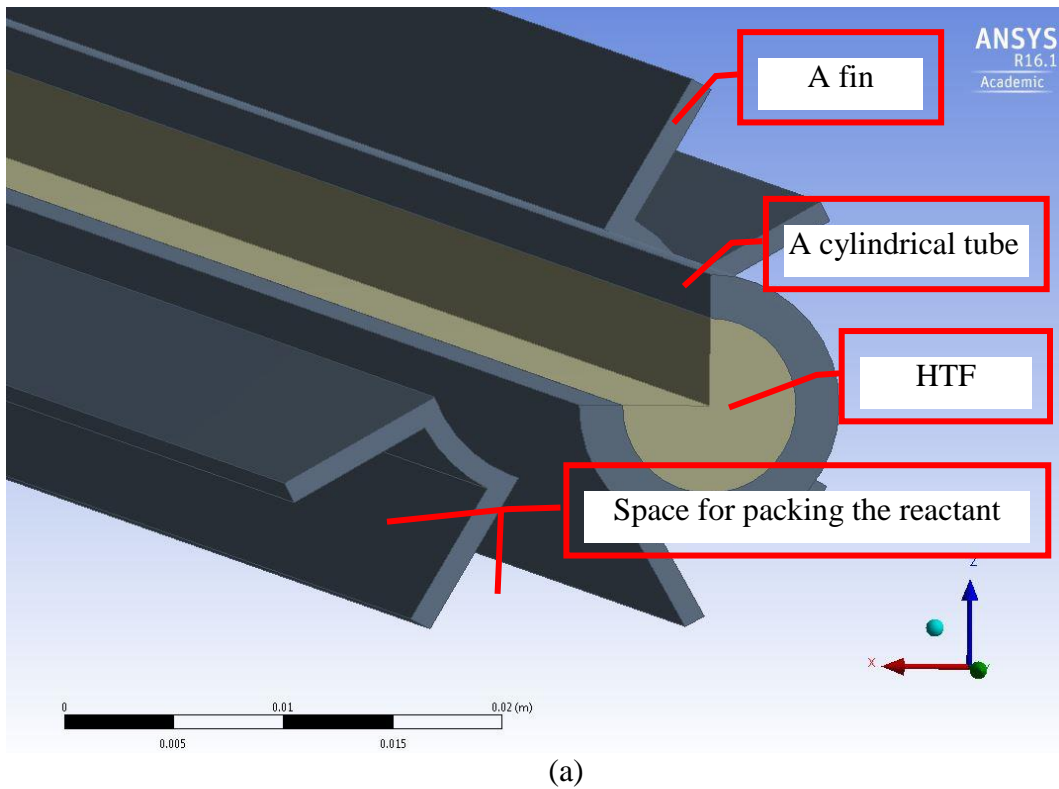 ANSYS
R16.1
Academic
A fin
A cylindrical tube
HTF
Space for packing the reactant
Z
X
0
0.01
0.02 (m)
0.005
0.015
(a)